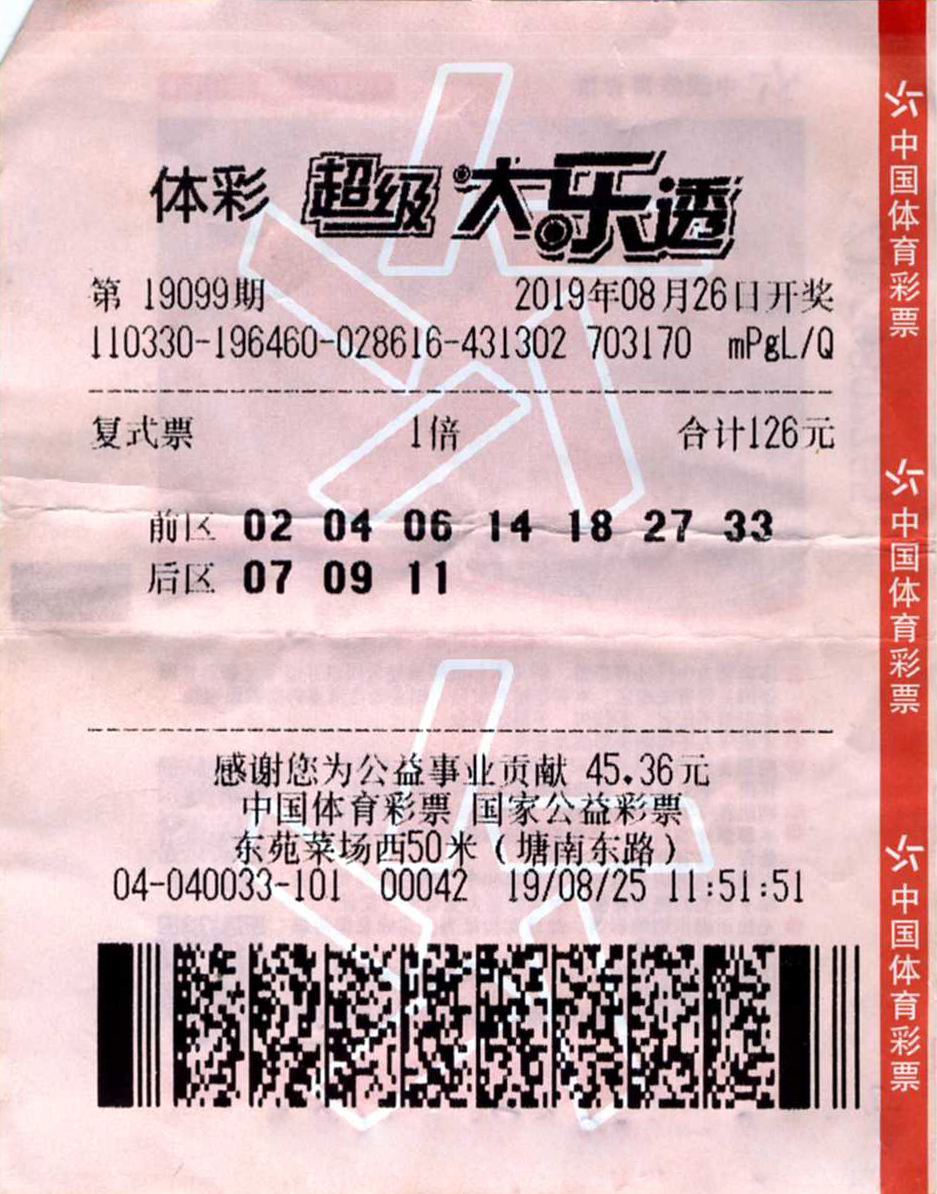 体彩 超级大乐透
第 19099期 2019年08月26日开奖
110330-196460-028616-431302 703170 mPgL/Q
复式票 1倍 合计126元
前区 02 04 06 14 18 27 33
后区 07 09 11
感谢您为公益事业贡献 45.36元
中国体育彩票 国家公益彩票
东苑菜场西50米（塘南东路）
04-040033-101 00042 19/08/25 11:51:51
中国体育彩票
中国体育彩票
中国体育彩票